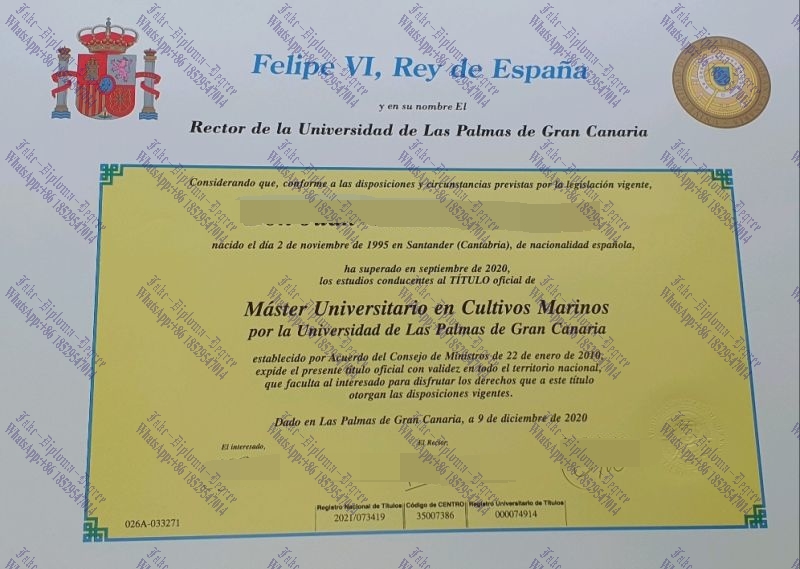 Felipe VI, Rey de España
y en su nombre El
Rector de la Universidad de Las Palmas de Gran Canaria
Considerando que, conforme a las disposiciones y circunstancias previstas por la legislación vigente,
nacido el día 2 de noviembre de 1995 en Santander (Cantabria), de nacionalidad española,
ha superado en septiembre de 2020,
los estudios conducentes al TÍTULO oficial de
Máster Universitario en Cultivos Marinos
por la Universidad de Las Palmas de Gran Canaria
establecido por Acuerdo del Consejo de Ministros de 22 de enero de 2010,
expide el presente título oficial con validez en todo el territorio nacional,
que faculta al interesado para disfrutar los derechos que a este título
otorgan las disposiciones vigentes.
Dado en Las Palmas de Gran Canaria, a 9 de diciembre de 2020
El interesado,
El Rector,
Registro Nacional de Títulos
Código de CENTRO
Registro Universitario de Títulos
026A-033271
2021/073419
35007386
000074914
Fake-Diploma-Degree
WhatsApp:+86 18529547014